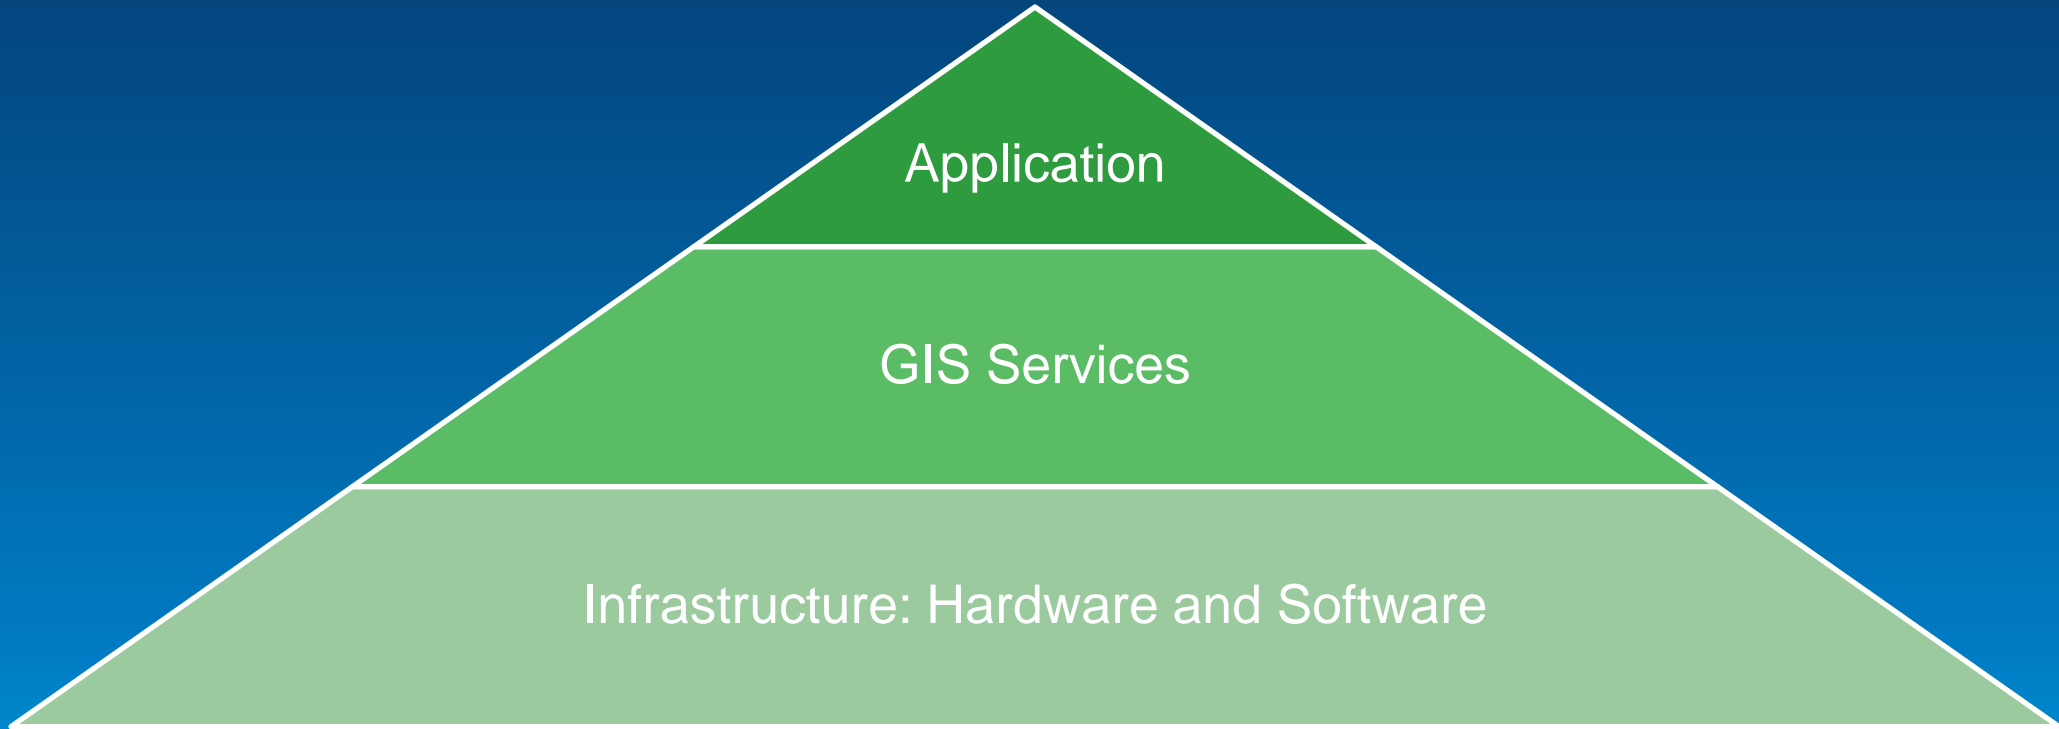 Application
GIS Services
Infrastructure: Hardware and Software